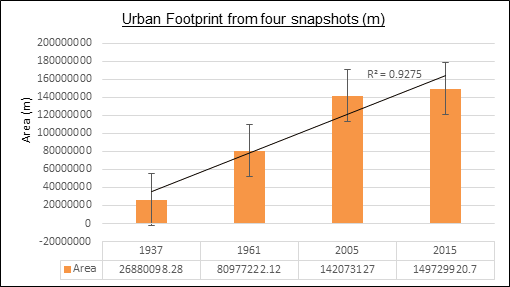 Urban Footprint from four snapshots (m)
200000000
180000000
160000000
140000000
120000000
100000000
80000000
60000000
40000000
20000000
0
-20000000
Area (m)
R² = 0.9275
1937 1961 2005 2015
Area 26880098.28 80977222.12 142073127 149729920.7